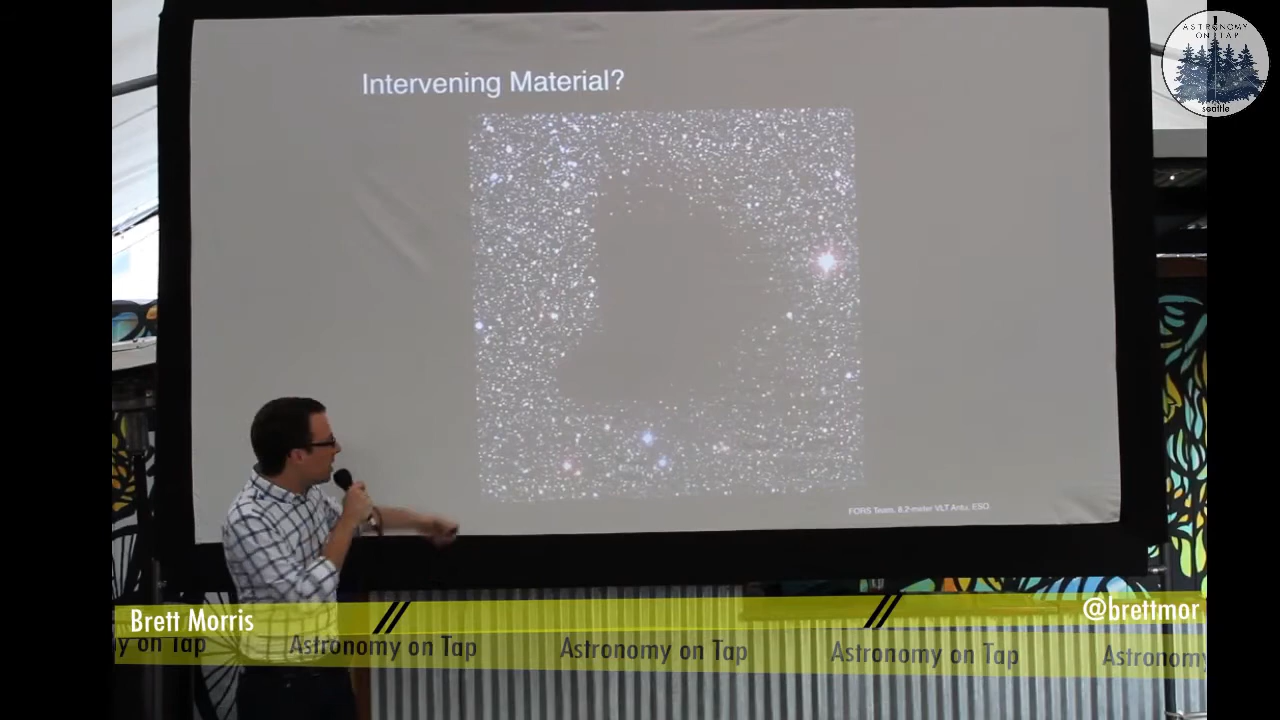 ASTRONOMY
ON TAP
seattle
Intervening Material?
FORS Team, 8.2-meter VLT Antu, ESO
Brett Morris // // @brettmor
y on Tap Astronomy on Tap Astronomy on Tap Astronomy on Tap Astronomy